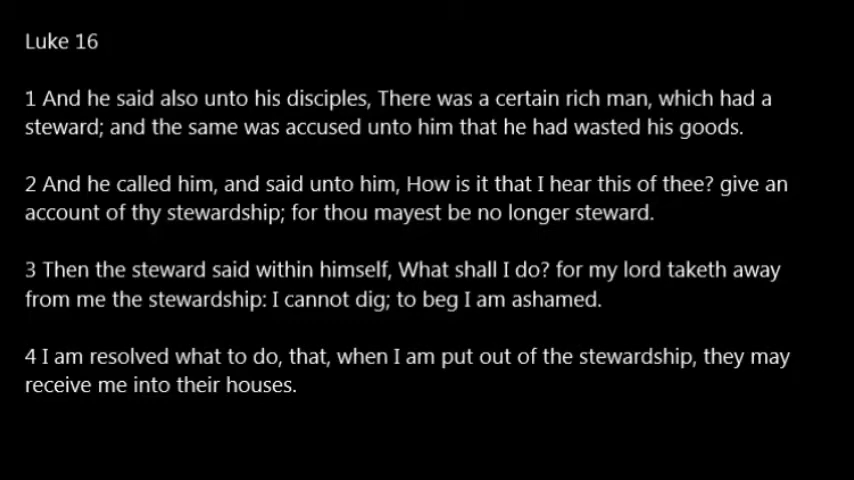 Luke 16
1 And he said also unto his disciples, There was a certain rich man, which had a
steward; and the same was accused unto him that he had wasted his goods.
2 And he called him, and said unto him, How is it that I hear this of thee? give an
account of thy stewardship; for thou mayest be no longer steward.
3 Then the steward said within himself, What shall I do? for my lord taketh away
from me the stewardship: I cannot dig; to beg I am ashamed.
4 I am resolved what to do, that, when I am put out of the stewardship, they may
receive me into their houses.